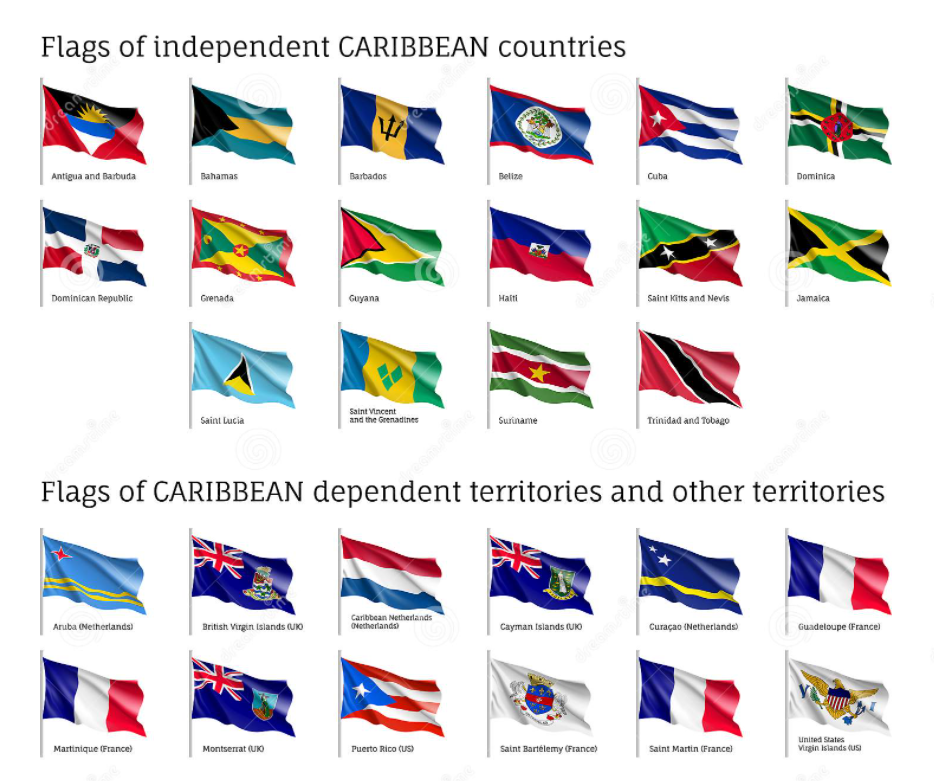 Flags of independent CARIBBEAN countries
Antigua and Barbuda
Bahamas
Barbados
Belize
Cuba
Dominica
Dominican Republic
Grenada
Guyana
Haiti
Saint Kitts and Nevis
Jamaica
Saint Lucia
Saint Vincent
and the Grenadines
Suriname
Trinidad and Tobago
Flags of CARIBBEAN dependent territories and other territories
Aruba (Netherlands)
British Virgin Islands (UK)
Caribbean Netherlands
(Netherlands)
Cayman Islands (UK)
Curaçao (Netherlands)
Guadeloupe (France)
Martinique (France)
Montserrat (UK)
Puerto Rico (US)
Saint Bartélemy (France)
Saint Martin (France)
United States
Virgin Islands (US)